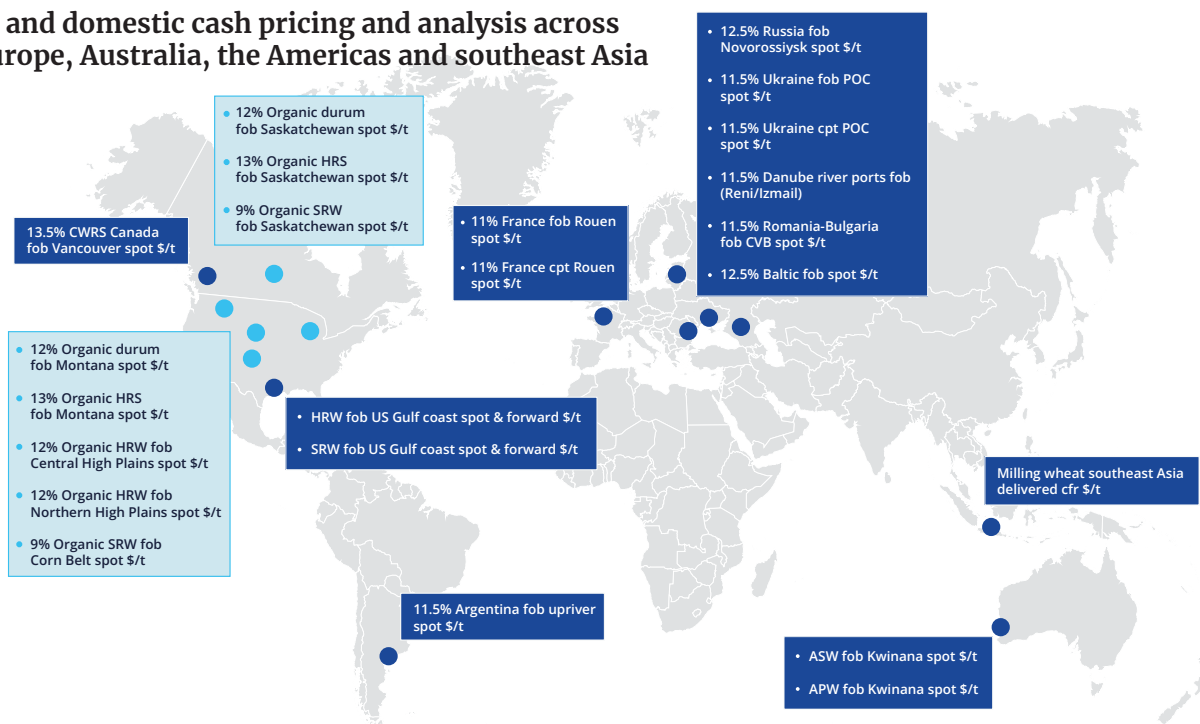 and domestic cash pricing and analysis across
urope, Australia, the Americas and southeast Asia
• 12.5% Russia fob
Novorossiysk spot $/t
• 11.5% Ukraine fob POC
spot $/t
• 11.5% Ukraine cpt POC
spot $/t
• 11.5% Danube river ports fob
(Reni/Izmail)
• 11.5% Romania-Bulgaria
fob CVB spot $/t
• 12.5% Baltic fob spot $/t
• 12% Organic durum
fob Saskatchewan spot $/t
• 13% Organic HRS
fob Saskatchewan spot $/t
• 9% Organic SRW
fob Saskatchewan spot $/t
13.5% CWRS Canada
fob Vancouver spot $/t
• 11% France fob Rouen
spot $/t
• 11% France cpt Rouen
spot $/t
• 12% Organic durum
fob Montana spot $/t
• 13% Organic HRS
fob Montana spot $/t
• 12% Organic HRW fob
Central High Plains spot $/t
• 12% Organic HRW fob
Northern High Plains spot $/t
• 9% Organic SRW fob
Corn Belt spot $/t
• HRW fob US Gulf coast spot & forward $/t
• SRW fob US Gulf coast spot & forward $/t
Milling wheat southeast Asia
delivered cfr $/t
11.5% Argentina fob upriver
spot $/t
• ASW fob Kwinana spot $/t
• APW fob Kwinana spot $/t